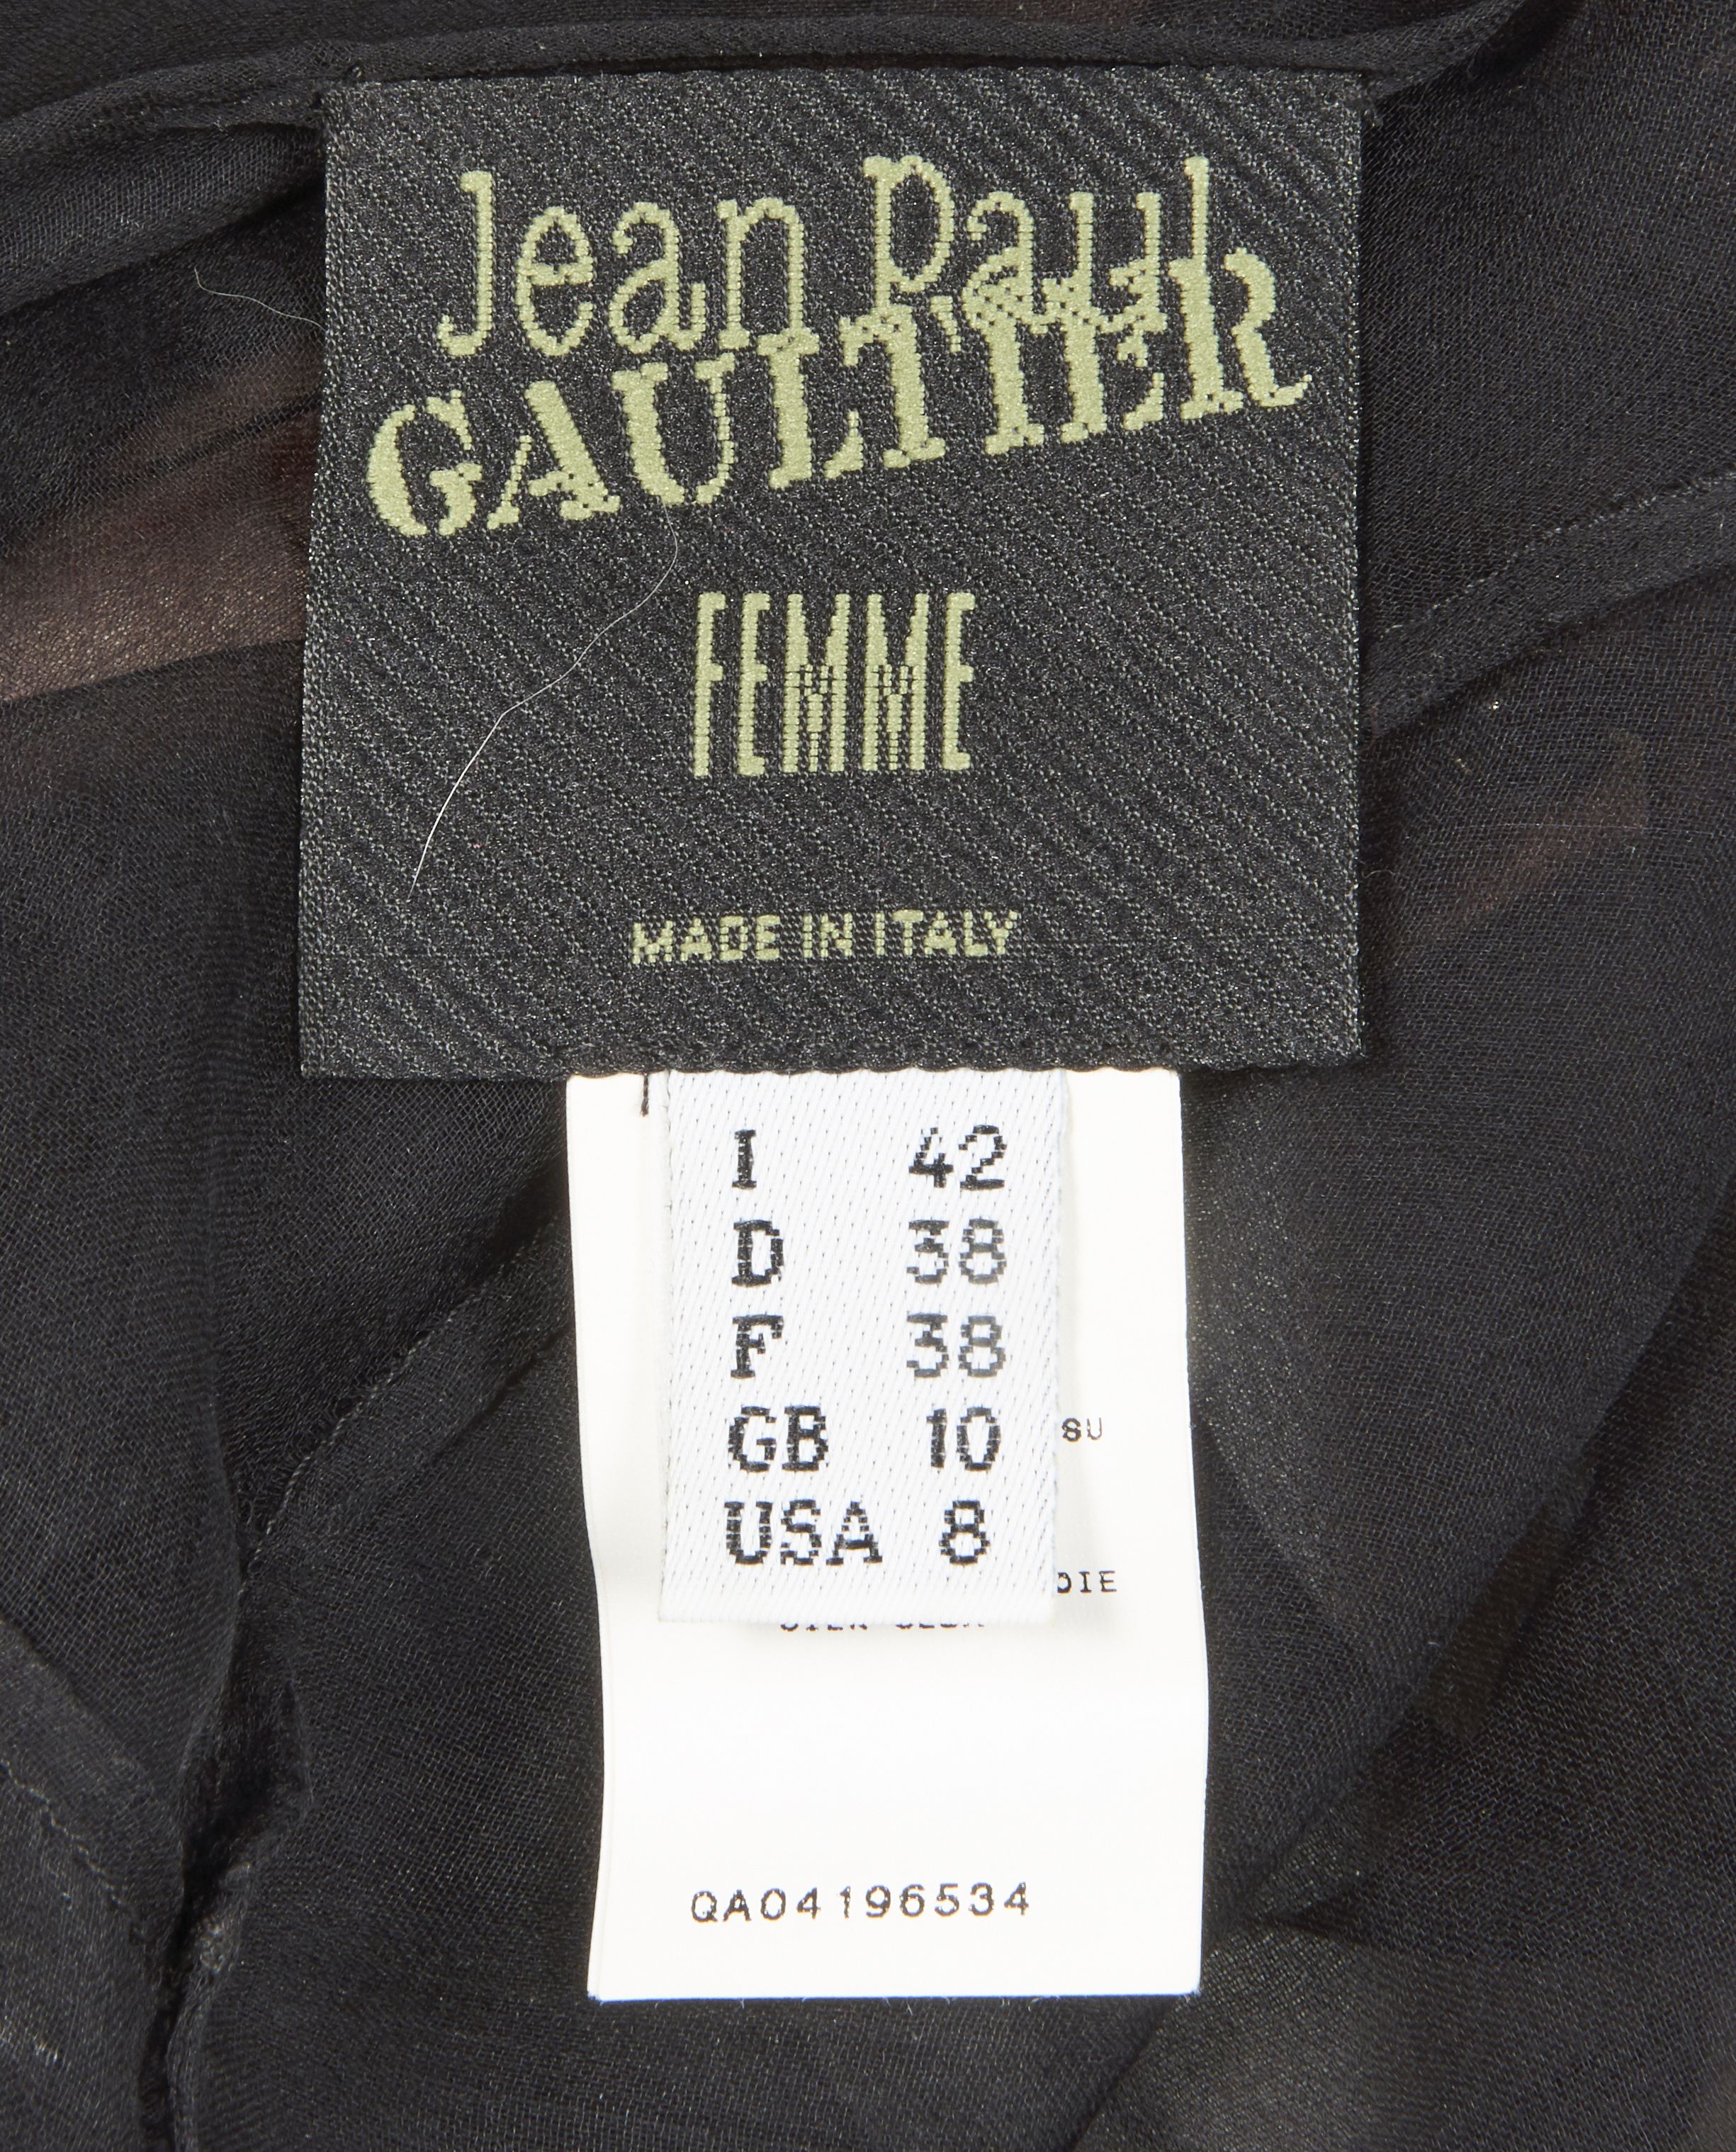 Jean Paul
GAULTIER
FEMME
MADE IN ITALY
I 42
D 38
F 38
GB 10
USA 8
QA04196534